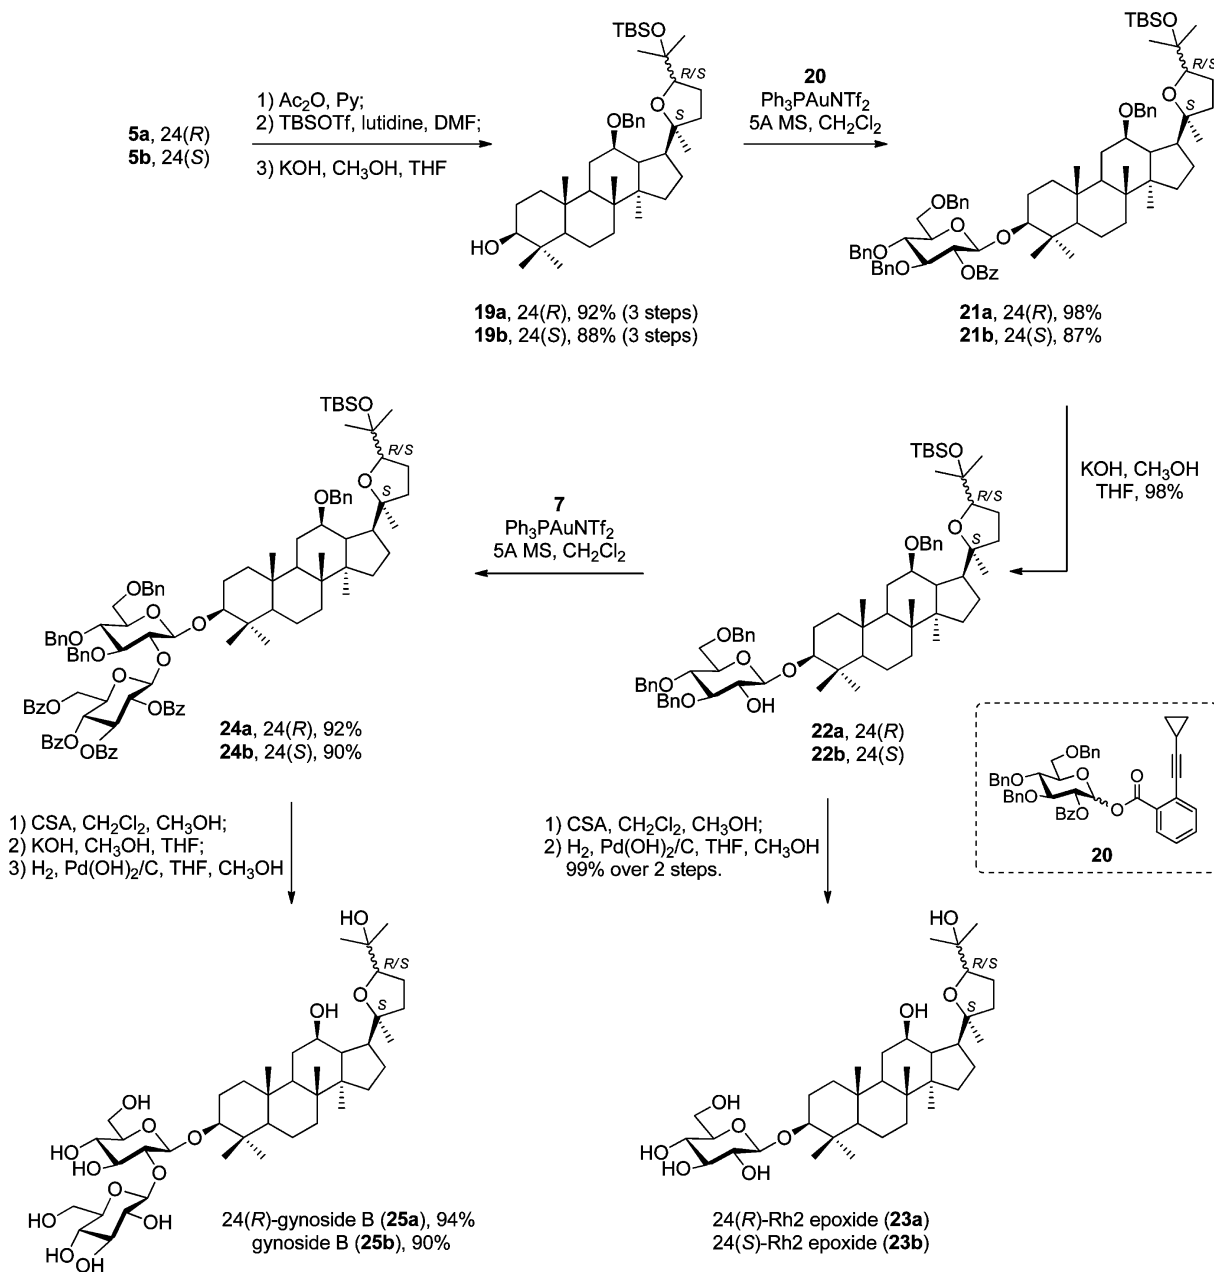 5a, 24(R)
5b, 24(S)
1) Ac2O, Py;
2) TBSOTf, lutidine, DMF;
3) KOH, CH3OH, THF
TBSO
R/S
O
S
OBn
HO
19a, 24(R), 92% (3 steps)
19b, 24(S), 88% (3 steps)
20
Ph3PAuNTf2
5A MS, CH2Cl2
TBSO
R/S
O
S
OBn
OBn
O
O
BnO
BnO
OBz
21a, 24(R), 98%
21b, 24(S), 87%
KOH, CH3OH
THF, 98%
TBSO
R/S
O
S
OBn
OBn
O
O
BnO
BnO
OH
22a, 24(R)
22b, 24(S)
7
Ph3PAuNTf2
5A MS, CH2Cl2
TBSO
R/S
O
S
OBn
OBn
O
O
BnO
BnO
O
O
BzO
OBz
BzO
OBz
24a, 24(R), 92%
24b, 24(S), 90%
OBn
BnO
O
BnO
BzO
O
O
20
1) CSA, CH2Cl2, CH3OH;
2) KOH, CH3OH, THF;
3) H2, Pd(OH)2/C, THF, CH3OH
1) CSA, CH2Cl2, CH3OH;
2) H2, Pd(OH)2/C, THF, CH3OH
99% over 2 steps.
HO
R/S
O
S
OH
OH
O
O
HO
HO
O
O
HO
OH
HO
OH
24(R)-gynoside B (25a), 94%
gynoside B (25b), 90%
HO
R/S
O
S
OH
OH
O
O
HO
HO
OH
24(R)-Rh2 epoxide (23a)
24(S)-Rh2 epoxide (23b)